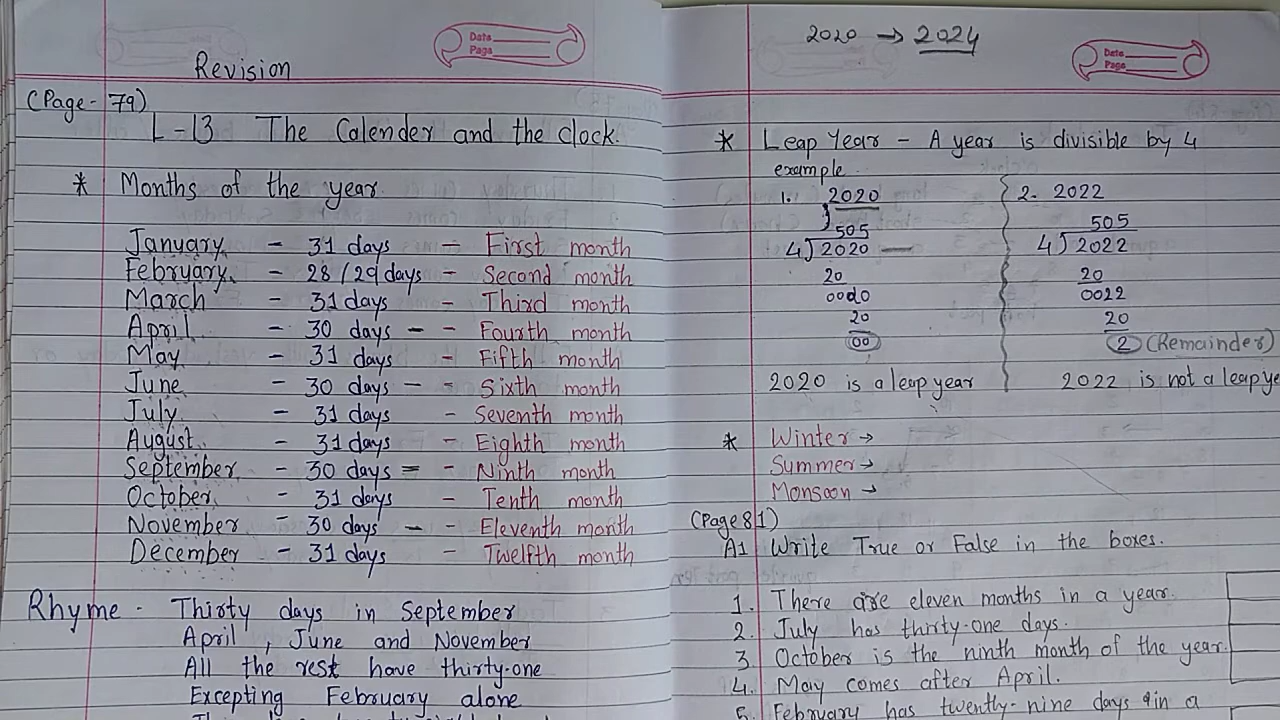 Date
Page
Revision
(Page - 79)
L-13 The Calender and the clock.
* Months of the year
January - 31 days - First month
February - 28/29 days - Second month
March - 31 days - Third month
April - 30 days - - Fourth month
May - 31 days - Fifth month
June - 30 days - - Sixth month
July - 31 days - Seventh month
August - 31 days - Eighth month
September - 30 days = - Ninth month
October - 31 days - Tenth month
November - 30 days - - Eleventh month
December - 31 days - Twelfth month
Rhyme - Thirty days in September
April, June and November
All the rest have thirty-one
Excepting February alone
2020 → 2024
Date
Page
* Leap Year - A year is divisible by 4
example
1. 2020
505
4)2020
20
0020
20
00
2020 is a leap year
2. 2022
505
4)2022
20
0022
20
2 (Remainder)
2022 is not a leap ye
* Winter →
Summer →
Monsoon →
(Page 81)
A1 Write True or False in the boxes.
1. There are eleven months in a year.
2. July has thirty-one days.
3. October is the ninth month of the year.
4. May comes after April.
5. February has twenty-nine days in a